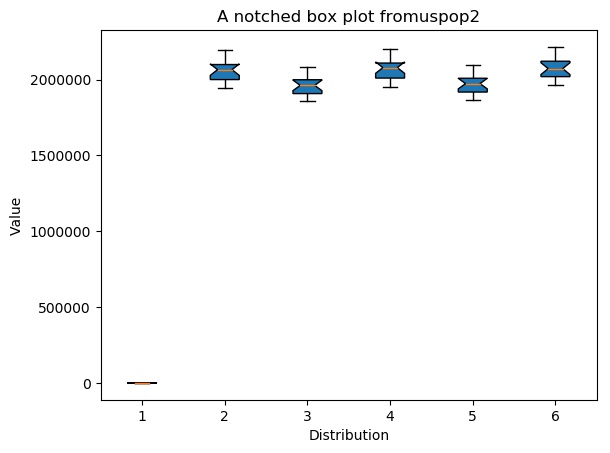 A notched box plot fromuspop2
2000000
1500000
1000000
500000
0
Value
1 2 3 4 5 6
Distribution